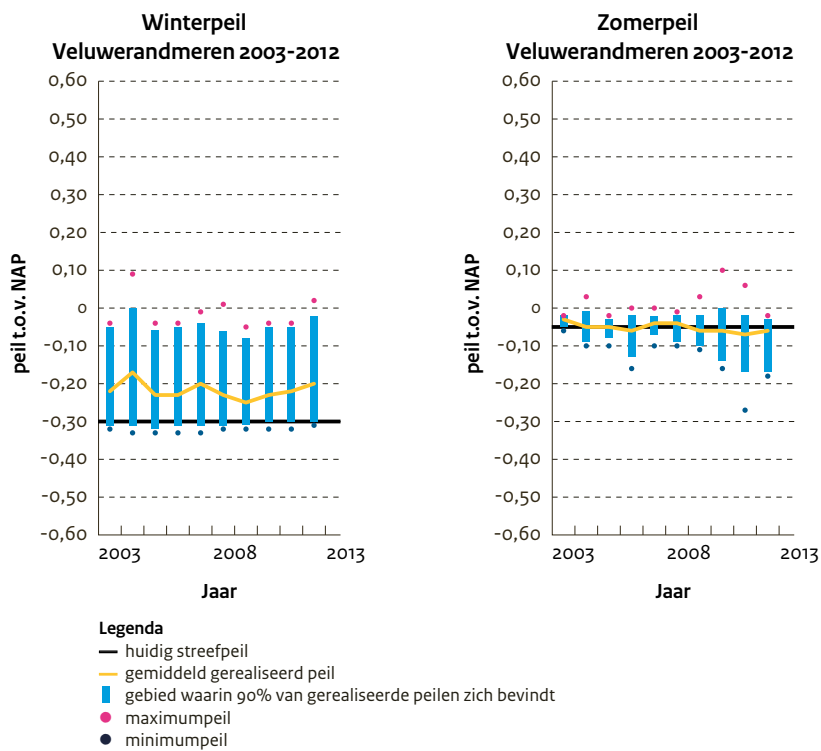 Winterpeil
Veluwerandmeren 2003-2012
0,60
0,50
0,40
0,30
0,20
0,10
0
-0,10
-0,20
-0,30
-0,40
-0,50
-0,60
peil t.o.v. NAP
2003 2008 2013
Jaar
Zomerpeil
Veluwerandmeren 2003-2012
0,60
0,50
0,40
0,30
0,20
0,10
0
-0,10
-0,20
-0,30
-0,40
-0,50
-0,60
peil t.o.v. NAP
2003 2008 2013
Jaar
Legenda
huidig streefpeil
gemiddeld gerealiseerd peil
gebied waarin 90% van gerealiseerde peilen zich bevindt
maximumpeil
minimumpeil